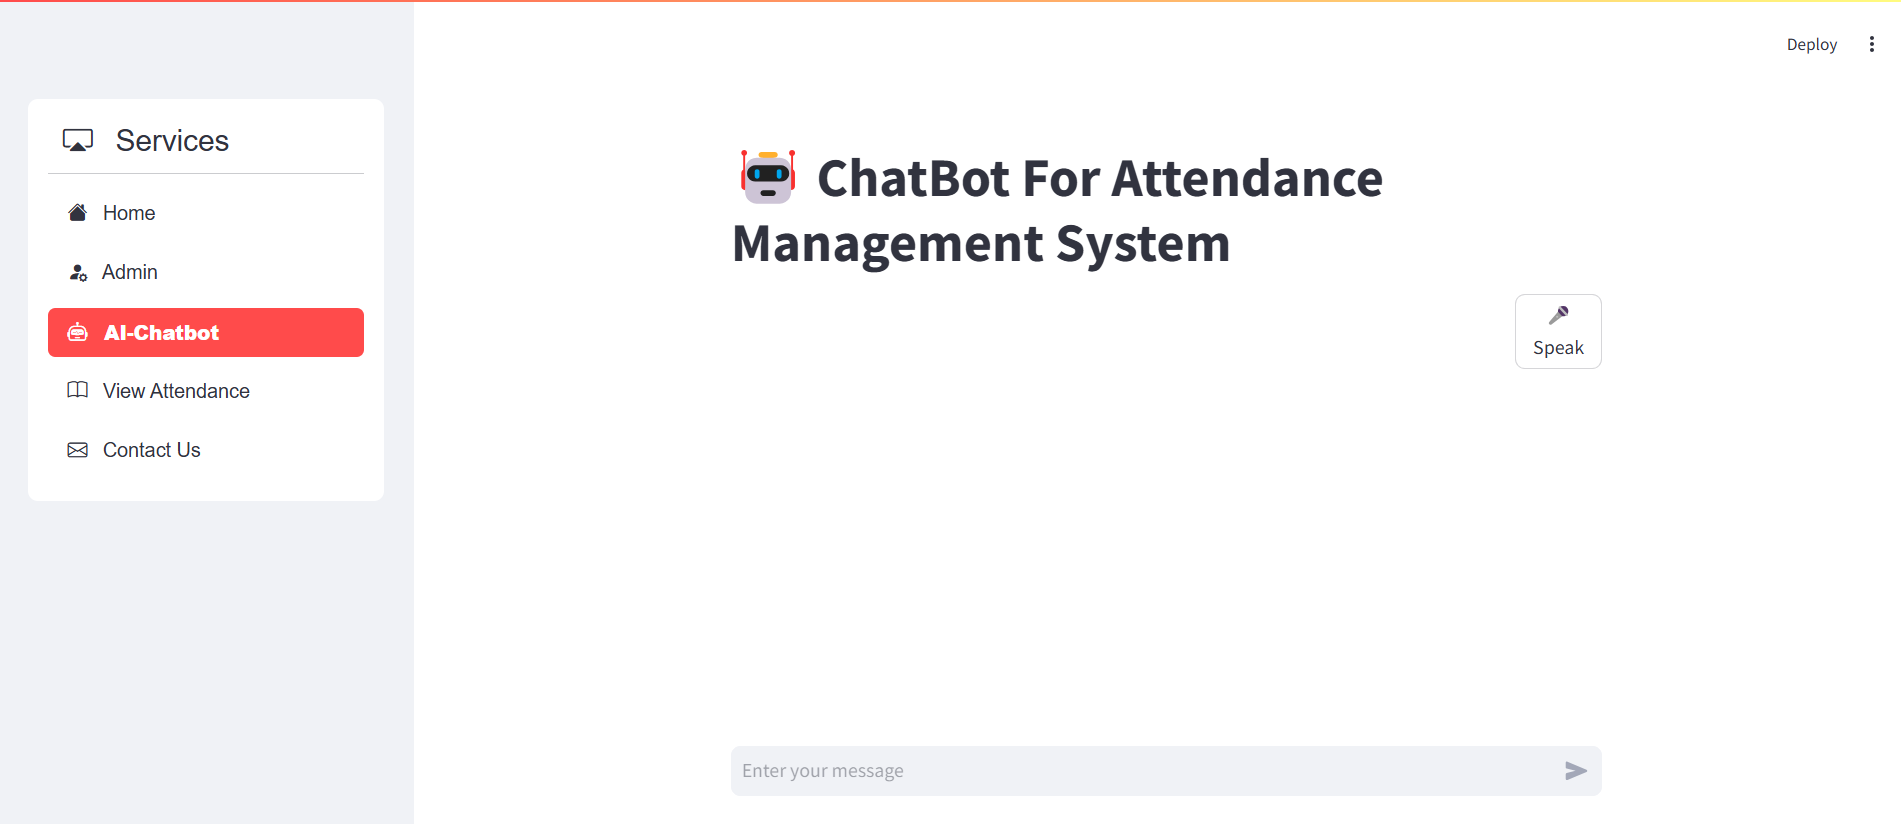 Deploy
Services
Home
Admin
AI-Chatbot
View Attendance
Contact Us
ChatBot For Attendance
Management System
Speak
Enter your message